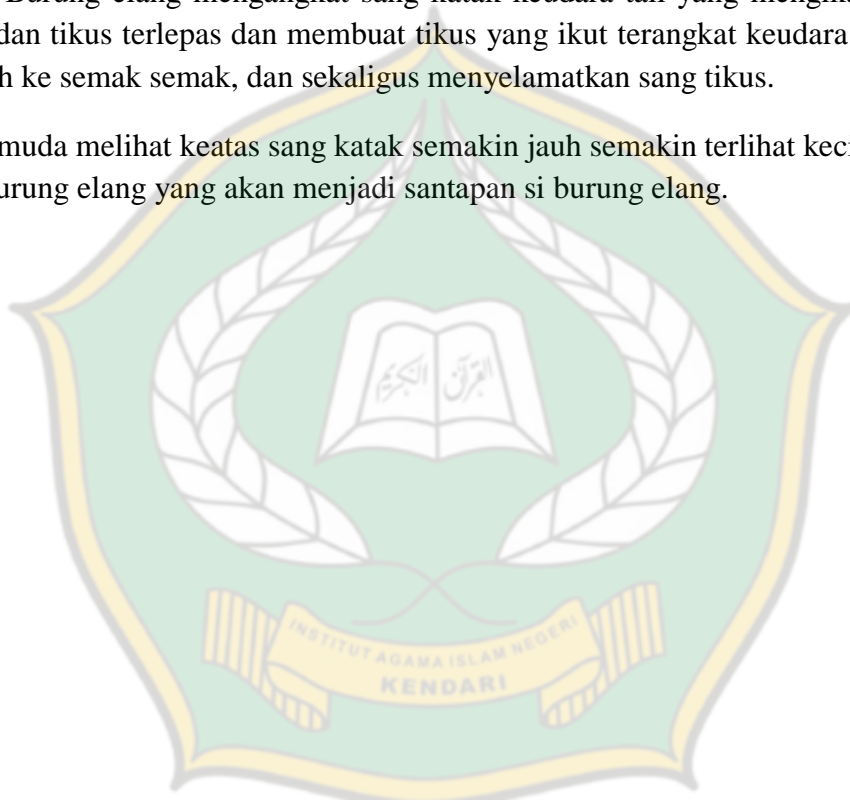 Burung elang mengangkat sang katak keudara tali yang
dan tikus terlepas dan membuat tikus yang ikut terangkat keudara
h ke semak semak, dan sekaligus menyelamatkan sang tikus.
muda melihat keatas sang katak semakin jauh semakin terlihat
urung elang yang akan menjadi santapan si burung elang.
القرآن الكريم
INSTITUT AGAMA ISLAM NEGERI
KENDARI